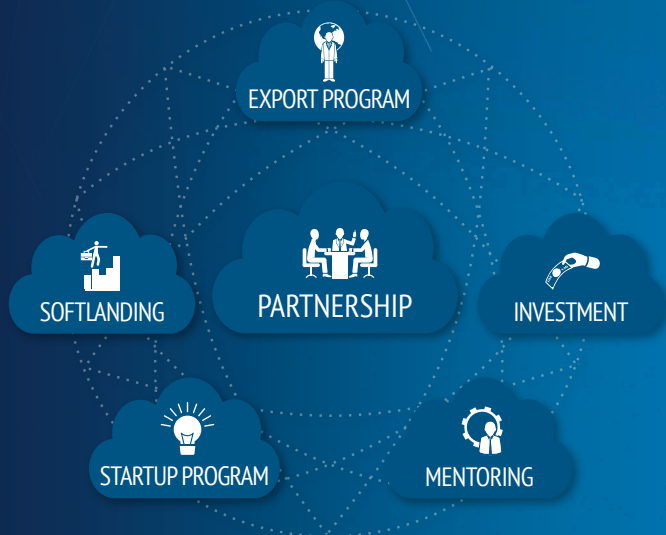 EXPORT PROGRAM
SOFTLANDING
PARTNERSHIP
INVESTMENT
STARTUP PROGRAM
MENTORING